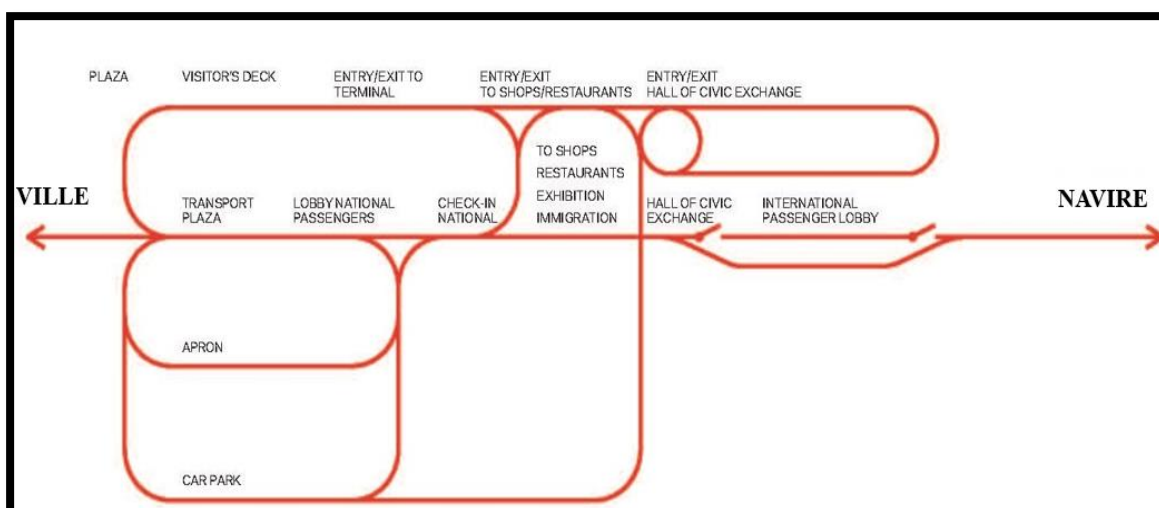 PLAZA
VISITOR'S DECK
ENTRY/EXIT TO
TERMINAL
ENTRY/EXIT
TO SHOPS/RESTAURANTS
ENTRY/EXIT
HALL OF CIVIC EXCHANGE
TO SHOPS
RESTAURANTS
EXHIBITION
IMMIGRATION
VILLE
TRANSPORT
PLAZA
LOBBY NATIONAL
PASSENGERS
CHECK-IN
NATIONAL
HALL OF CIVIC
EXCHANGE
INTERNATIONAL
PASSENGER LOBBY
NAVIRE
APRON
CAR PARK